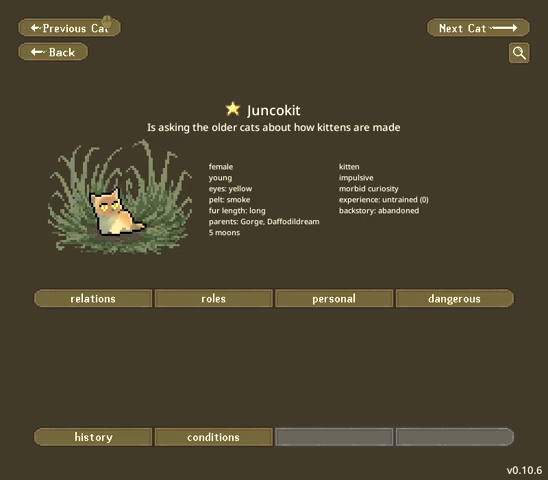 Previous Cat
Next Cat
Back
Juncokit
Is asking the older cats about how kittens are made
female
young
eyes: yellow
pelt: smoke
fur length: long
parents: Gorge, Daffodildream
5 moons
kitten
impulsive
morbid curiosity
experience: untrained (0)
backstory: abandoned
relations
roles
personal
dangerous
history
conditions
v0.10.6